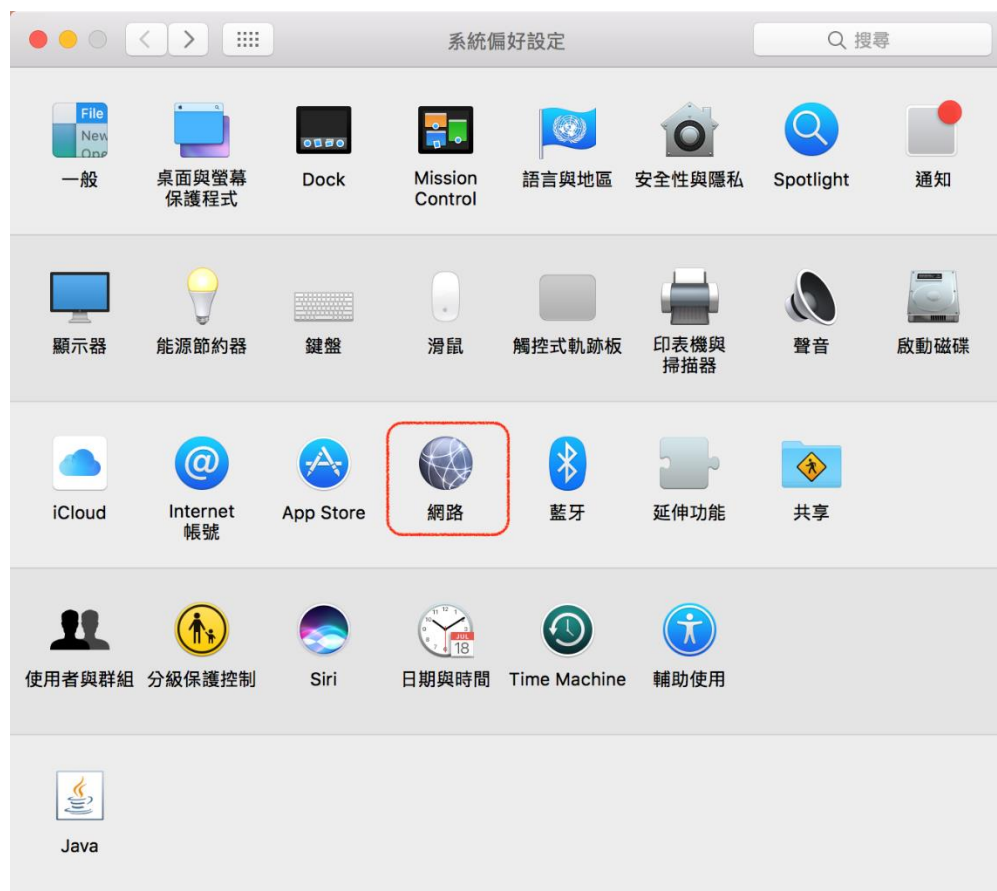 系統偏好設定
搜尋
File
New
Ope
一般
桌面與螢幕
保護程式
Dock
Mission
Control
語言與地區
安全性與隱私
Spotlight
通知
顯示器
能源節約器
鍵盤
滑鼠
觸控式軌跡板
印表機與
掃描器
聲音
啟動磁碟
iCloud
@
Internet
帳號
App Store
網路
藍牙
延伸功能
共享
使用者與群組
分級保護控制
Siri
JUL
18
日期與時間
Time Machine
輔助使用
Java